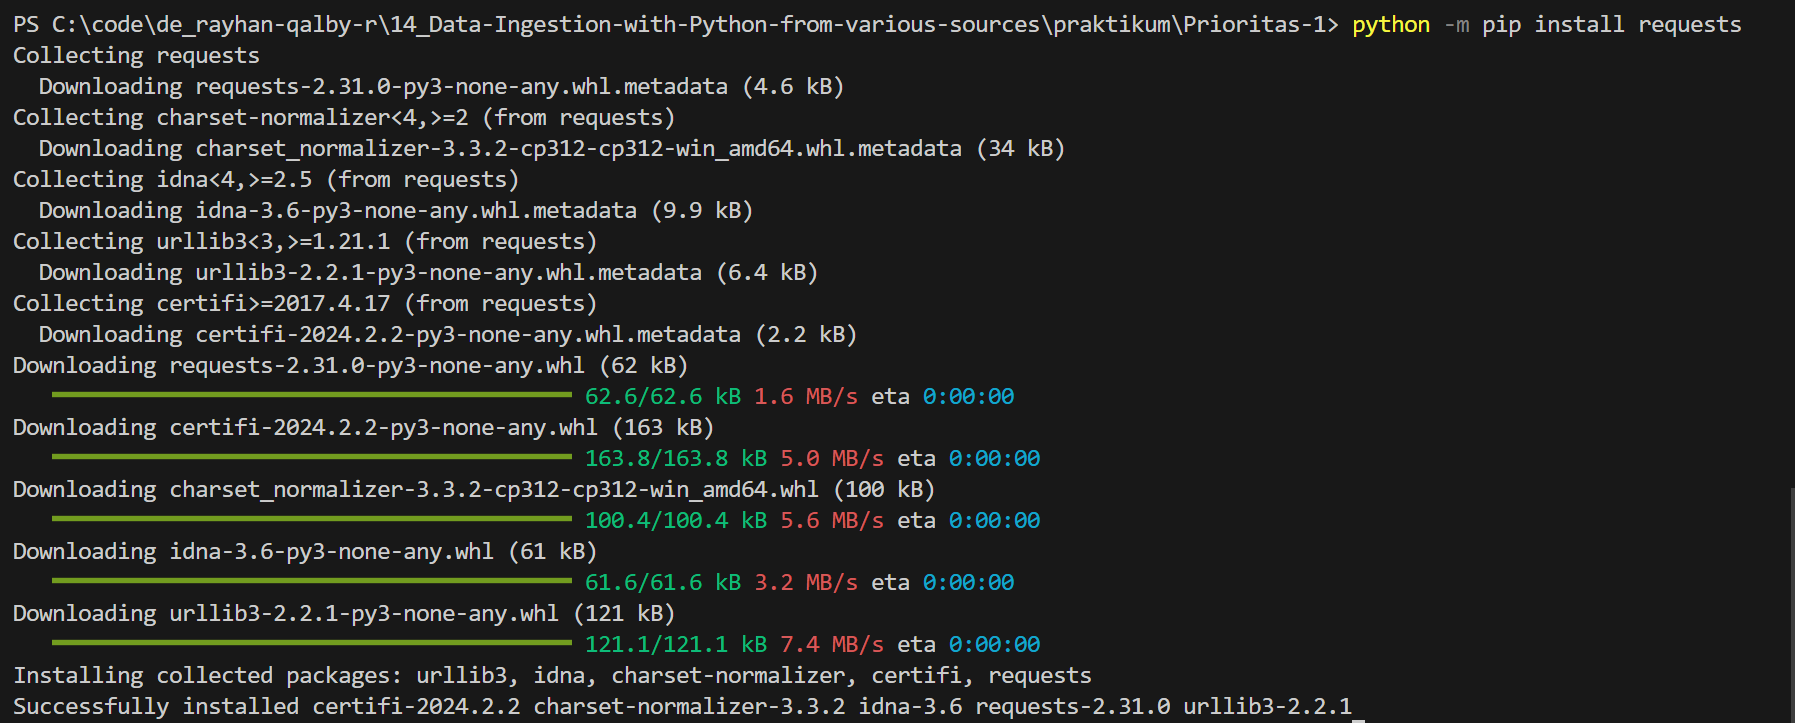 PS C:\code\de_rayhan-qalby-r\14_Data-Ingestion-with-Python-from-various-sources\praktikum\Prioritas-1> python -m pip install requests
Collecting requests
  Downloading requests-2.31.0-py3-none-any.whl.metadata (4.6 kB)
Collecting charset-normalizer<4,>=2 (from requests)
  Downloading charset_normalizer-3.3.2-cp312-cp312-win_amd64.whl.metadata (34 kB)
Collecting idna<4,>=2.5 (from requests)
  Downloading idna-3.6-py3-none-any.whl.metadata (9.9 kB)
Collecting urllib3<3,>=1.21.1 (from requests)
  Downloading urllib3-2.2.1-py3-none-any.whl.metadata (6.4 kB)
Collecting certifi>=2017.4.17 (from requests)
  Downloading certifi-2024.2.2-py3-none-any.whl.metadata (2.2 kB)
Downloading requests-2.31.0-py3-none-any.whl (62 kB)
62.6/62.6 kB 1.6 MB/s eta 0:00:00
Downloading certifi-2024.2.2-py3-none-any.whl (163 kB)
163.8/163.8 kB 5.0 MB/s eta 0:00:00
Downloading charset_normalizer-3.3.2-cp312-cp312-win_amd64.whl (100 kB)
100.4/100.4 kB 5.6 MB/s eta 0:00:00
Downloading idna-3.6-py3-none-any.whl (61 kB)
61.6/61.6 kB 3.2 MB/s eta 0:00:00
Downloading urllib3-2.2.1-py3-none-any.whl (121 kB)
121.1/121.1 kB 7.4 MB/s eta 0:00:00
Installing collected packages: urllib3, idna, charset-normalizer, certifi, requests
Successfully installed certifi-2024.2.2 charset-normalizer-3.3.2 idna-3.6 requests-2.31.0 urllib3-2.2.1